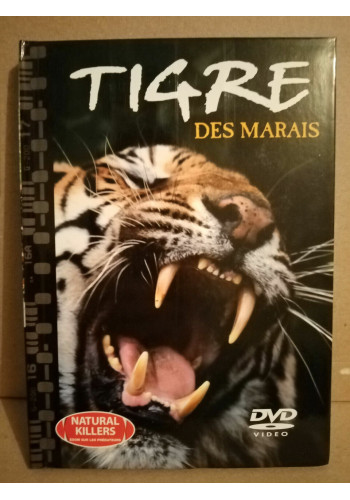 TIGRE
DES MARAIS
NATURAL
KILLERS
DVD
VIDEO